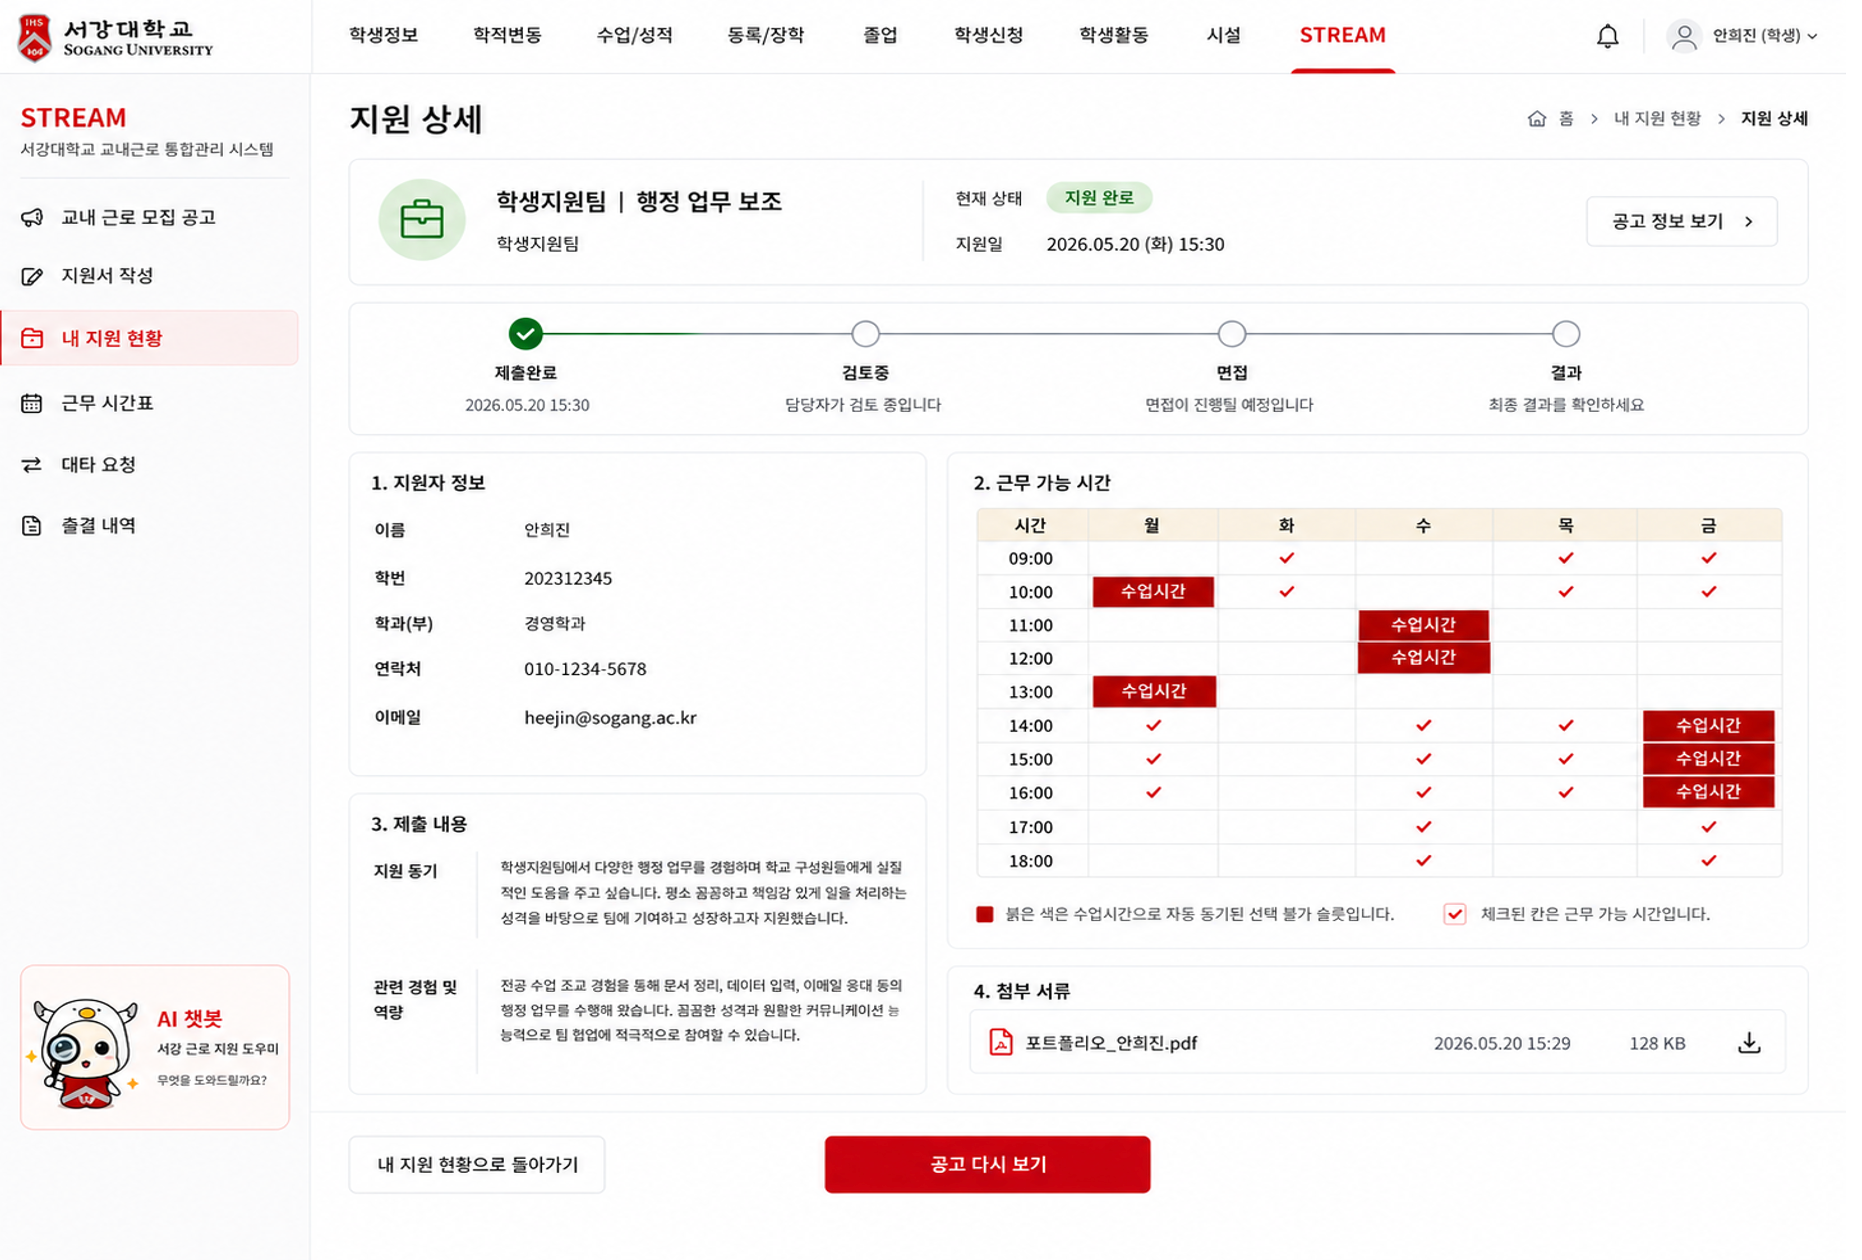 IHS
서강대학교
SOGANG UNIVERSITY
학생정보 학적변동 수업/성적 등록/장학 졸업 학생신청 학생활동 시설 STREAM
안희진 (학생)
STREAM
서강대학교 교내근로 통합관리 시스템
교내 근로 모집 공고
지원서 작성
내 지원 현황
근무 시간표
대타 요청
출결 내역
AI 챗봇
서강 근로 지원 도우미
무엇을 도와드릴까요?
지원 상세
홈 > 내 지원 현황 > 지원 상세
학생지원팀 | 행정 업무 보조
학생지원팀
현재 상태 지원 완료
지원일 2026.05.20 (화) 15:30
공고 정보 보기 >
제출완료 검토중 면접 결과
2026.05.20 15:30 담당자가 검토 중입니다 면접이 진행될 예정입니다 최종 결과를 확인하세요
1. 지원자 정보
이름 안희진
학번 202312345
학과(부) 경영학과
연락처 010-1234-5678
이메일 heejin@sogang.ac.kr
2. 근무 가능 시간
시간 월 화 수 목 금
09:00 ✓ ✓ ✓
10:00 수업시간 ✓ ✓ ✓
11:00 수업시간
12:00 수업시간
13:00 수업시간
14:00 ✓ ✓ ✓ 수업시간
15:00 ✓ ✓ ✓ 수업시간
16:00 ✓ ✓ ✓ 수업시간
17:00 ✓ ✓
18:00 ✓ ✓
붉은 색은 수업시간으로 자동 동기된 선택 불가 슬롯입니다. 체크된 칸은 근무 가능 시간입니다.
3. 제출 내용
지원 동기
학생지원팀에서 다양한 행정 업무를 경험하며 학교 구성원들에게 실질
적인 도움을 주고 싶습니다. 평소 꼼꼼하고 책임감 있게 일을 처리하는
성격을 바탕으로 팀에 기여하고 성장하고자 지원했습니다.
관련 경험 및
역량
전공 수업 조교 경험을 통해 문서 정리, 데이터 입력, 이메일 응대 등의
행정 업무를 수행해 왔습니다. 꼼꼼한 성격과 원활한 커뮤니케이션 능
능력으로 팀 협업에 적극적으로 참여할 수 있습니다.
4. 첨부 서류
포트폴리오_안희진.pdf 2026.05.20 15:29 128 KB
내 지원 현황으로 돌아가기
공고 다시 보기